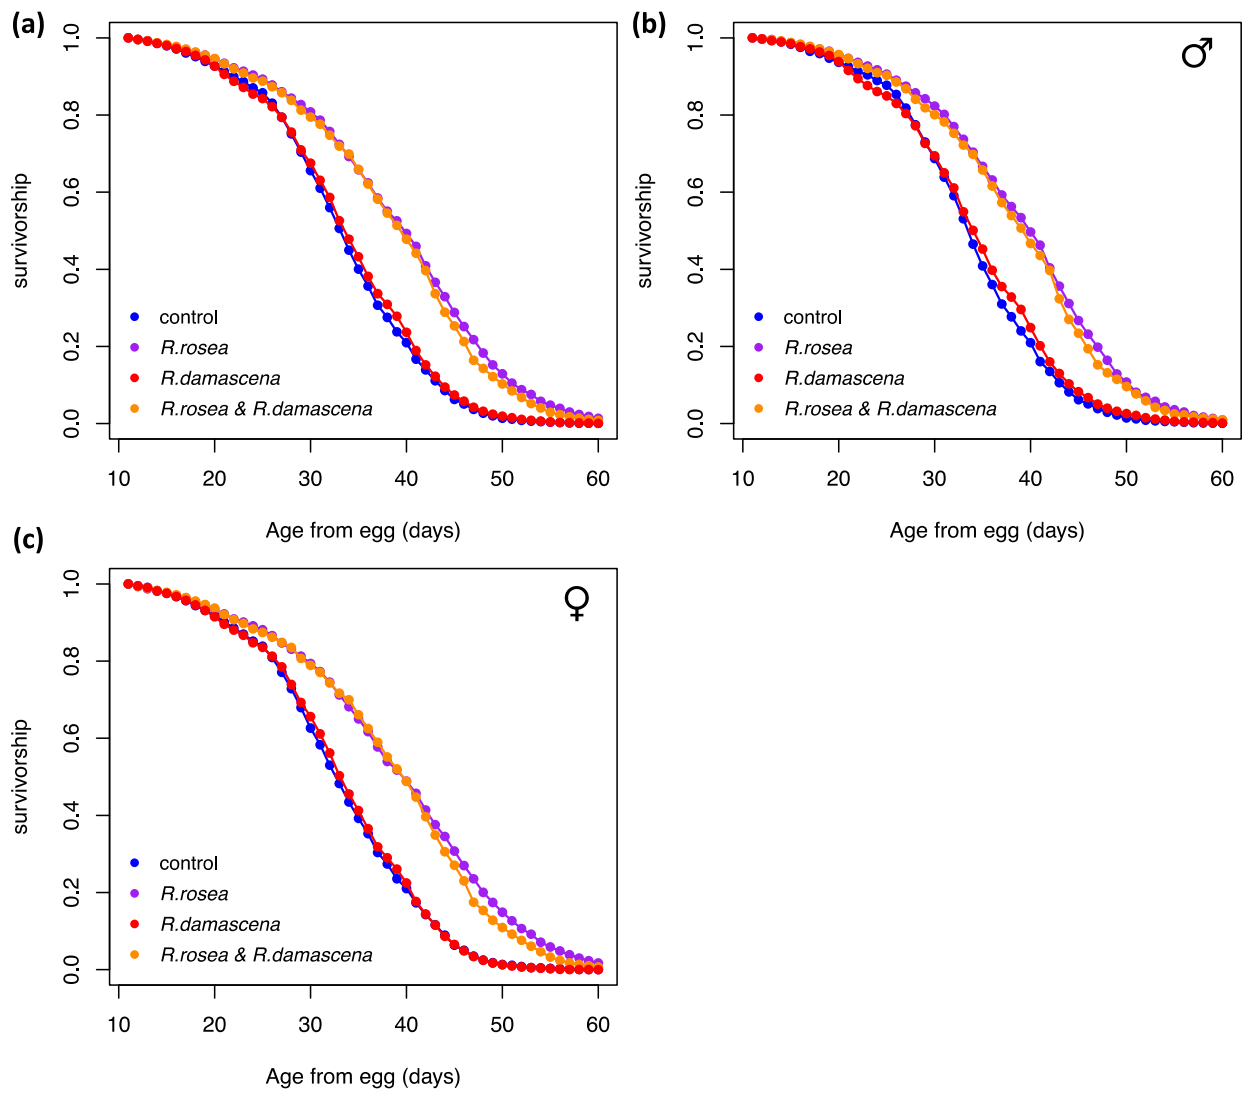 (a)
1.0
0.8
0.6
0.4
0.2
0.0
survivorship
control
R.rosea
R.damascena
R.rosea & R.damascena
10 20 30 40 50 60
Age from egg (days)
(b)
♂
1.0
0.8
0.6
0.4
0.2
0.0
survivorship
control
R.rosea
R.damascena
R.rosea & R.damascena
10 20 30 40 50 60
Age from egg (days)
(c)
♀
1.0
0.8
0.6
0.4
0.2
0.0
survivorship
control
R.rosea
R.damascena
R.rosea & R.damascena
10 20 30 40 50 60
Age from egg (days)